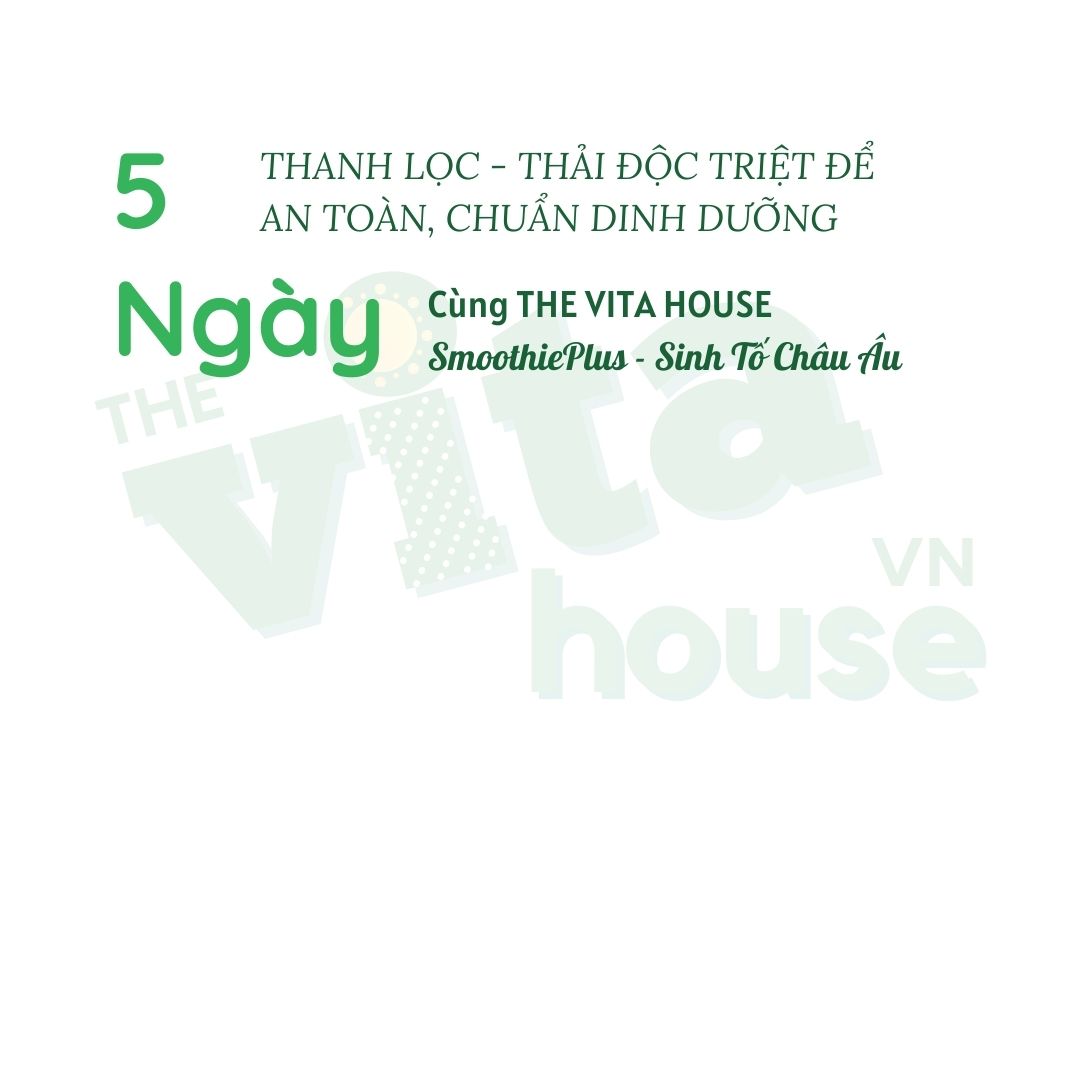 5
THANH LỌC - THẢI ĐỘC TRIỆT ĐỂ
AN TOÀN, CHUẨN DINH DƯỠNG
Ngày
Cùng THE VITA HOUSE
SmoothiePlus - Sinh Tố Châu Âu
THE
vita
VN
house